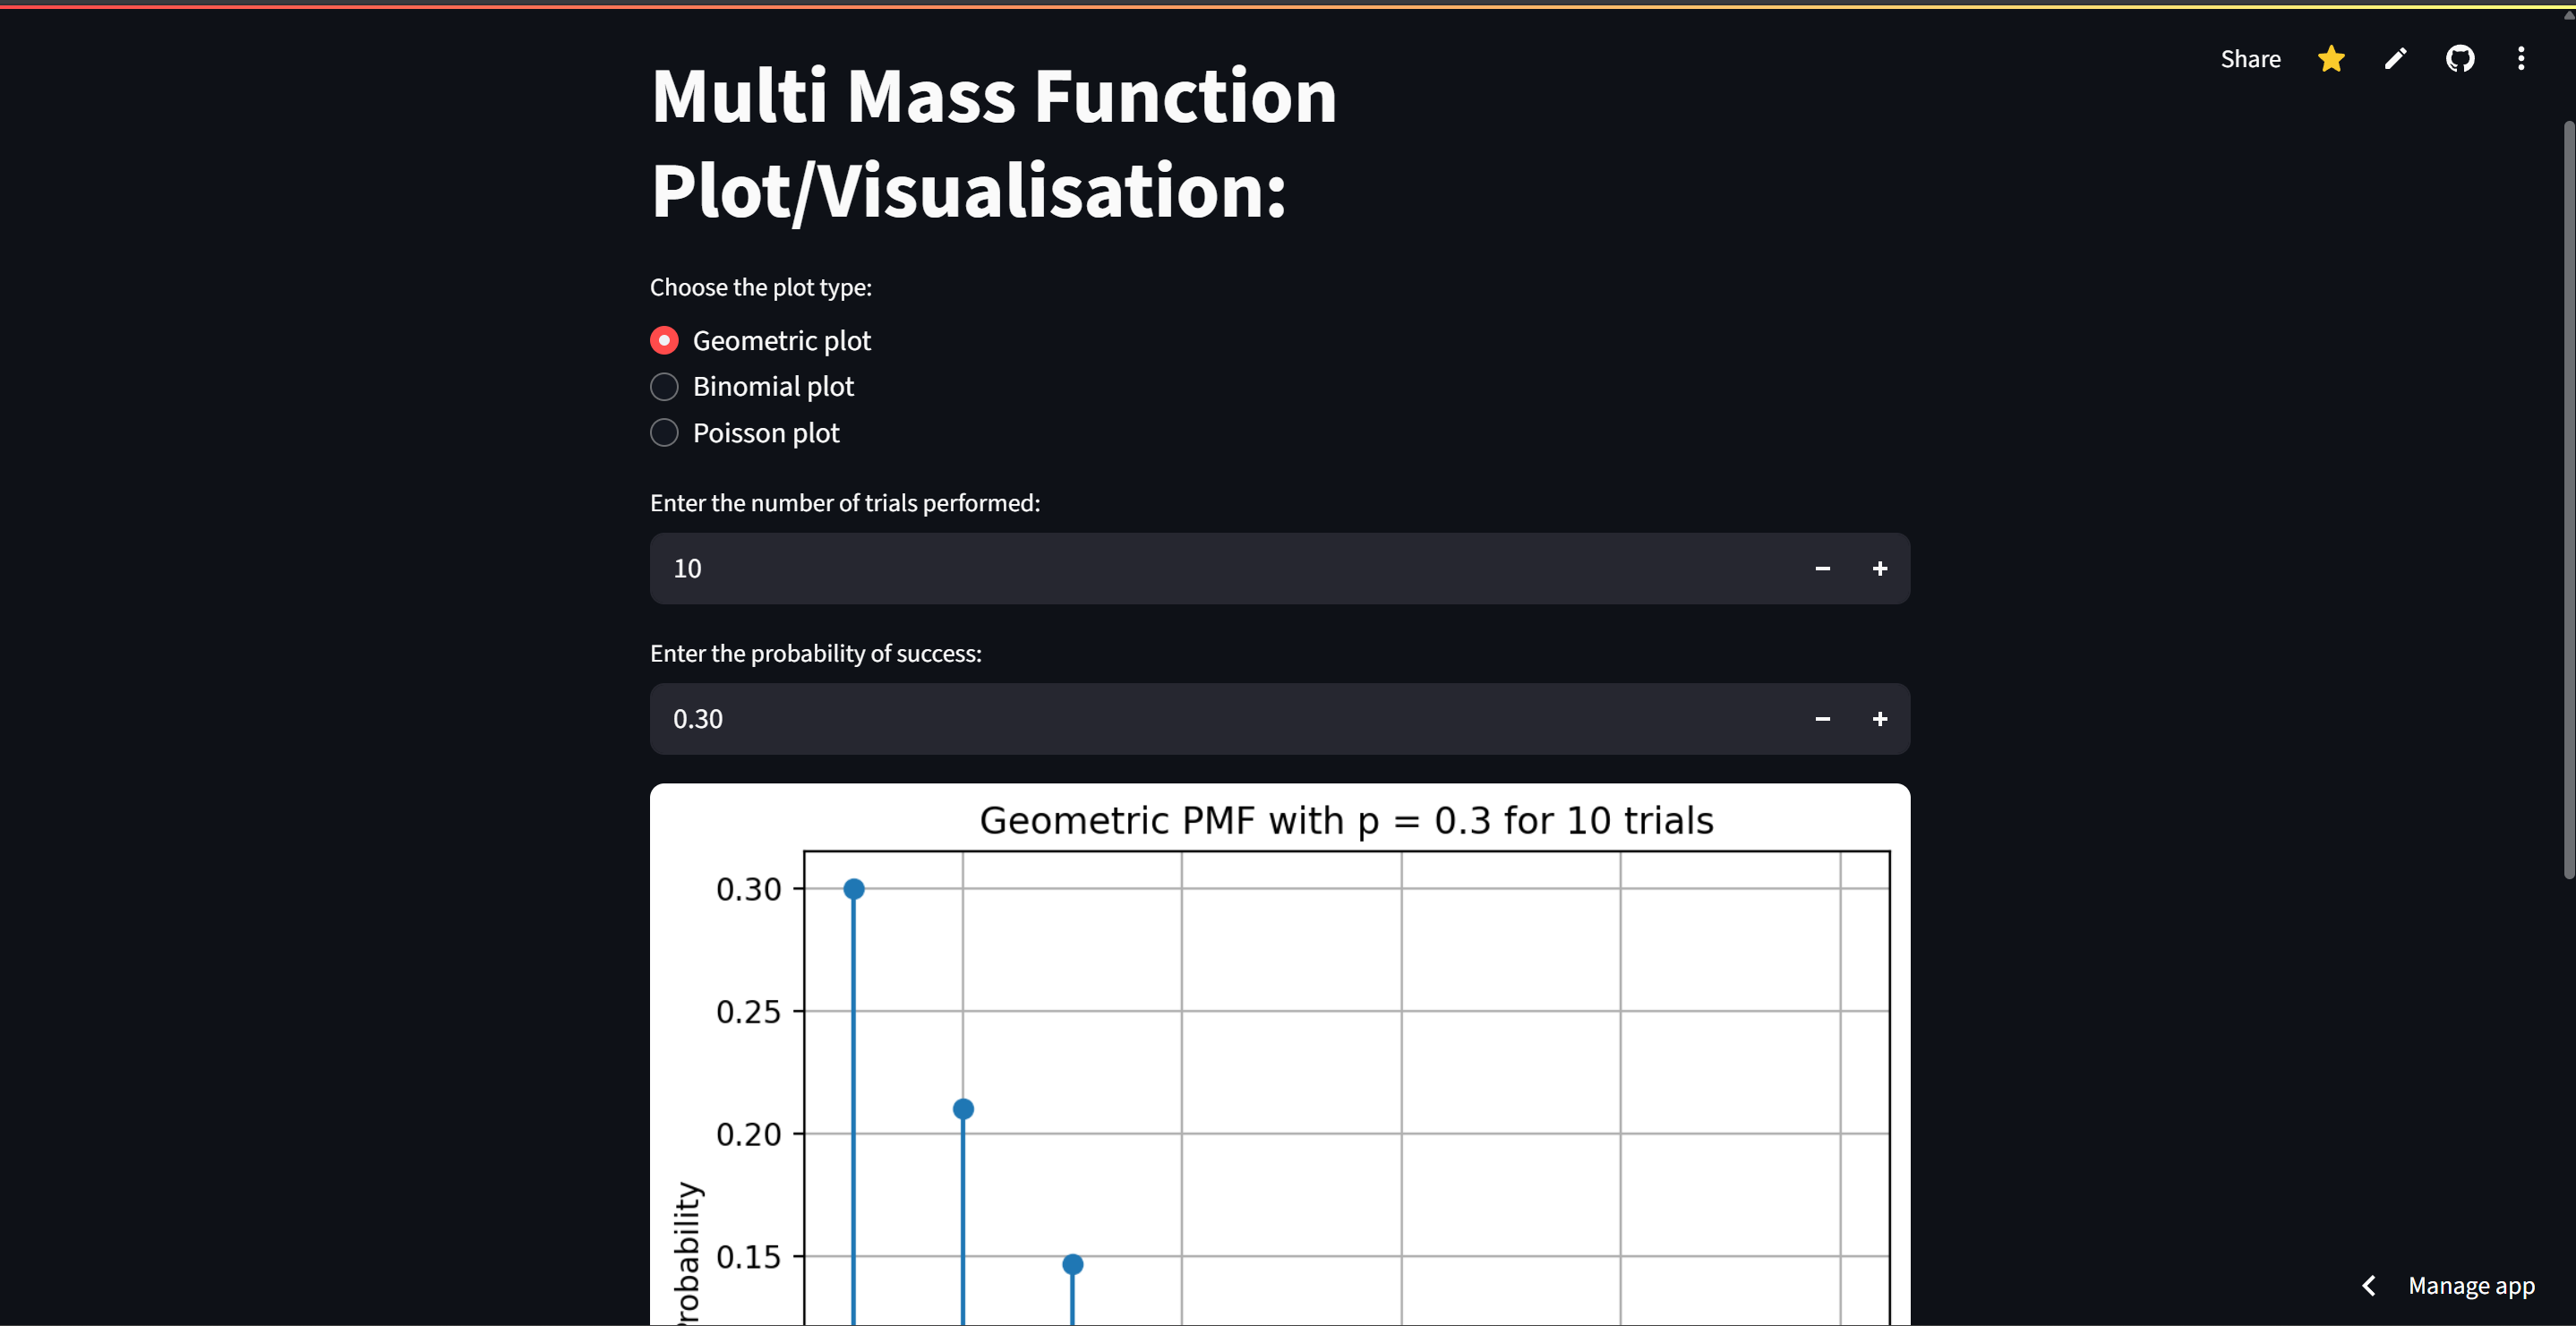 Share
Multi Mass Function
Plot/Visualisation:
Choose the plot type:
Geometric plot
Binomial plot
Poisson plot
Enter the number of trials performed:
10
Enter the probability of success:
0.30
Geometric PMF with p = 0.3 for 10 trials
0.30
0.25
0.20
0.15
Manage app